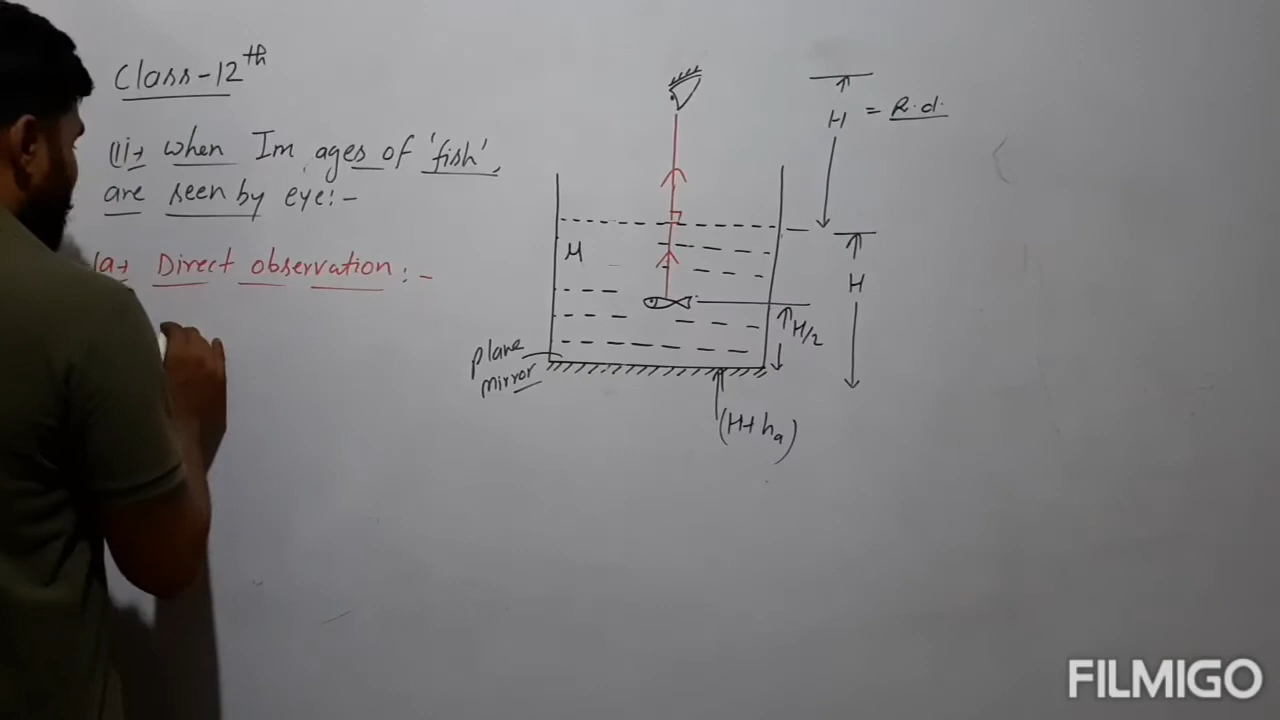 Class-12th
(ii)→ when Images of 'fish',
are seen by eye:-
(a→ Direct observation:-
H = R.d.
μ
H
H/2
plane
mirror
(H+ha)
FILMIGO